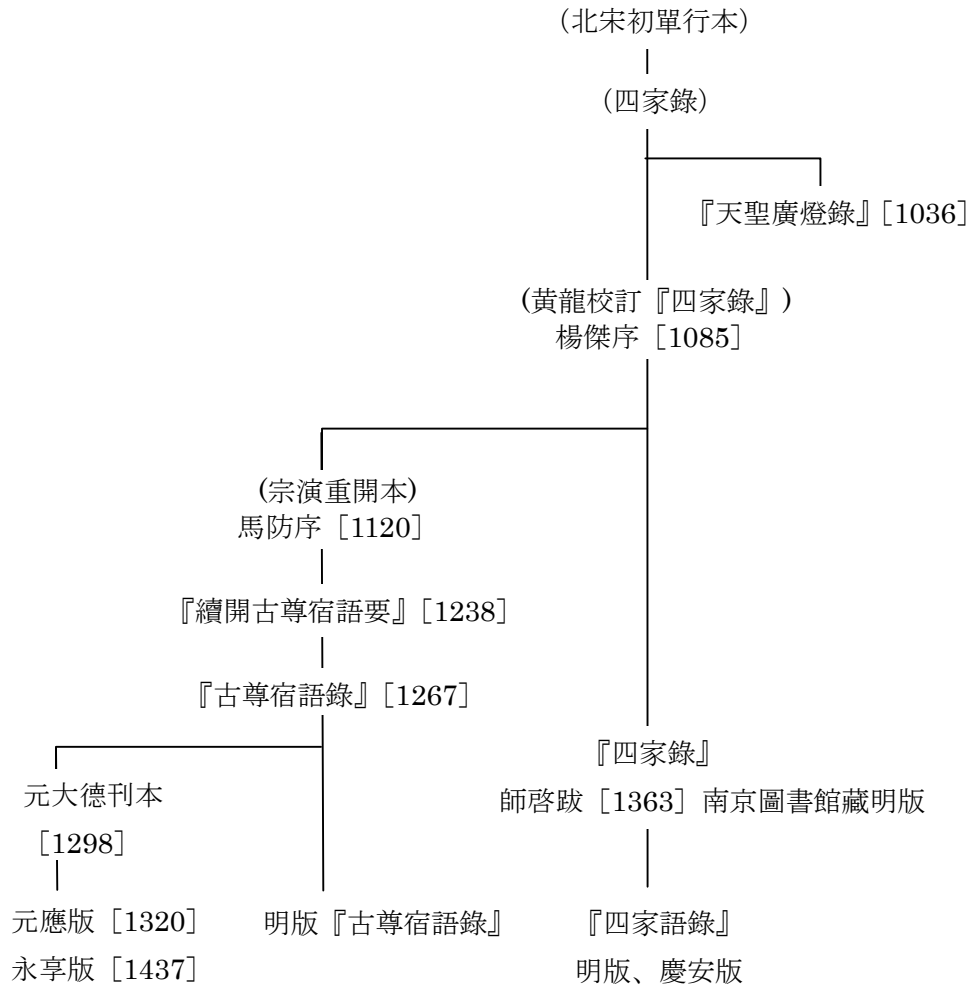 (北宋初單行本)
(四家錄)
『天聖廣燈錄』[1036]
(黄龍校訂『四家錄』)
楊傑序［1085］
(宗演重開本)
馬防序［1120］
『續開古尊宿語要』[1238]
『古尊宿語錄』[1267]
『四家錄』
元大德刊本
師啓跋［1363］南京圖書館藏明版
[1298]
元應版［1320］
明版『古尊宿語錄』
『四家語錄』
永享版［1437］
明版、慶安版